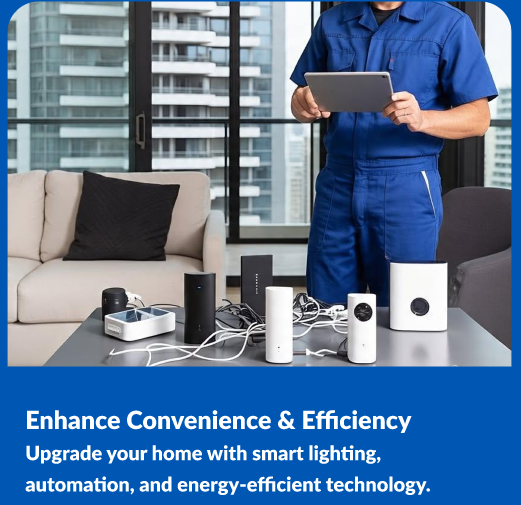 Enhance Convenience & Efficiency
Upgrade your home with smart lighting,
automation, and energy-efficient technology.